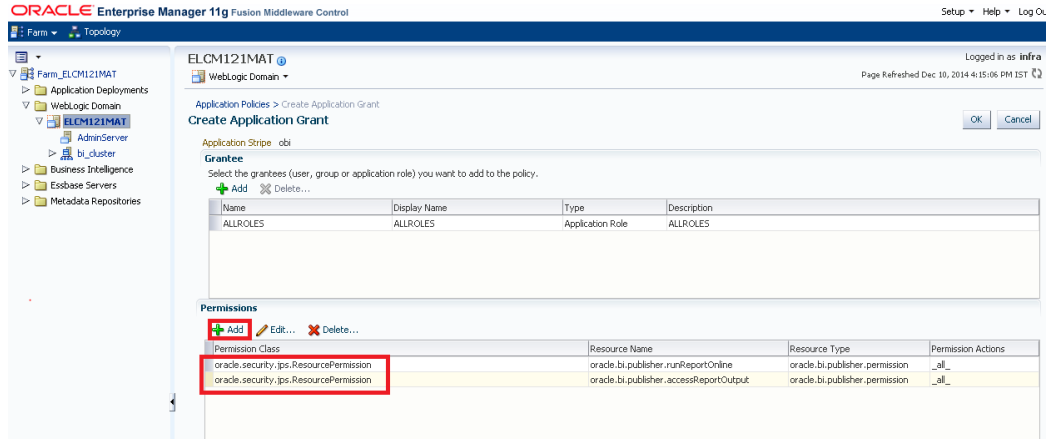 ORACLE Enterprise Manager 11g Fusion Middleware Control
Setup Help Log Ou
Farm Topology
Farm_ELCM121MAT
Application Deployments
WebLogic Domain
ELCM121MAT
AdminServer
bi_cluster
Business Intelligence
Essbase Servers
Metadata Repositories
ELCM121MAT
Logged in as infra
WebLogic Domain
Page Refreshed Dec 10, 2014 4:15:06 PM IST
Application Policies > Create Application Grant
Create Application Grant
OK Cancel
Application Stripe obi
Grantee
Select the grantees (user, group or application role) you want to add to the policy.
Add Delete...
Name Display Name Type Description
ALLROLES ALLROLES Application Role ALLROLES
Permissions
Add Edit... Delete...
Permission Class Resource Name Resource Type Permission Actions
oracle.security.jps.ResourcePermission oracle.bi.publisher.runReportOnline oracle.bi.publisher.permission _all_
oracle.security.jps.ResourcePermission oracle.bi.publisher.accessReportOutput oracle.bi.publisher.permission _all_